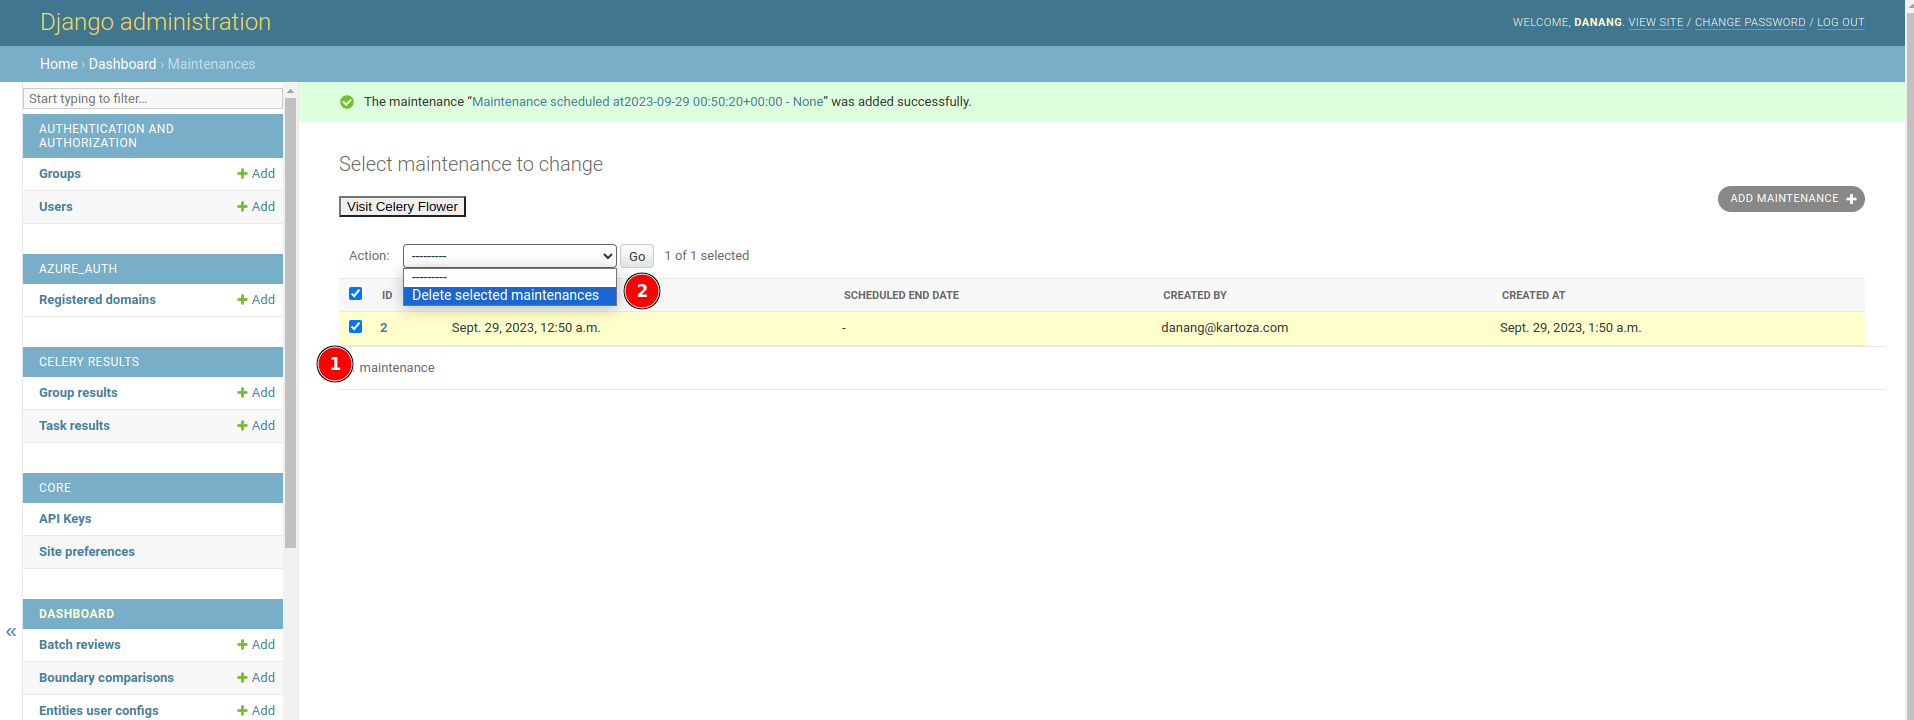 Django administration
WELCOME, DANANG. VIEW SITE / CHANGE PASSWORD / LOG OUT
Home › Dashboard › Maintenances
Start typing to filter...
AUTHENTICATION AND
AUTHORIZATION
Groups + Add
Users + Add
AZURE_AUTH
Registered domains + Add
CELERY RESULTS
Group results + Add
Task results + Add
CORE
API Keys
Site preferences
DASHBOARD
«
Batch reviews + Add
Boundary comparisons + Add
Entities user configs + Add
The maintenance “Maintenance scheduled at2023-09-29 00:50:20+00:00 - None” was added successfully.
Select maintenance to change
Visit Celery Flower
ADD MAINTENANCE +
Action: --------- Go 1 of 1 selected
---------
Delete selected maintenances
2
ID SCHEDULED END DATE CREATED BY CREATED AT
2 Sept. 29, 2023, 12:50 a.m. - danang@kartoza.com Sept. 29, 2023, 1:50 a.m.
1
maintenance